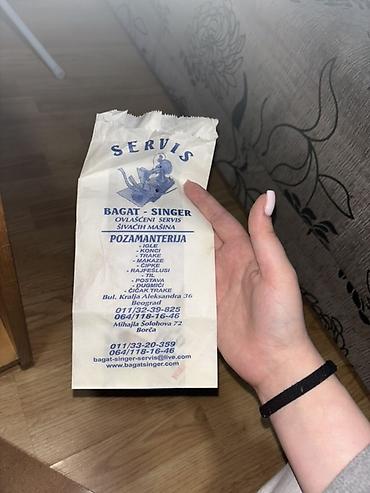 SERVIS
BAGAT - SINGER
OVLAŠĆENI SERVIS
ŠIVAĆIH MAŠINA
POZAMANTERIJA
- IGLE
- KONCI
- TRAKE
- MAKAZE
- ČIPKE
- RAJFEŠLUSI
- TIL
- POSTAVA
- DUGMIĆI
- ČIČAK TRAKE
Bul. Kralja Aleksandra 36
Beograd
011/32-39-825
064/118-16-46
Mihajla Šolohova 72
Borča
011/33-20-359
064/118-16-46
bagat-singer-servis@live.com
www.bagatsinger.com